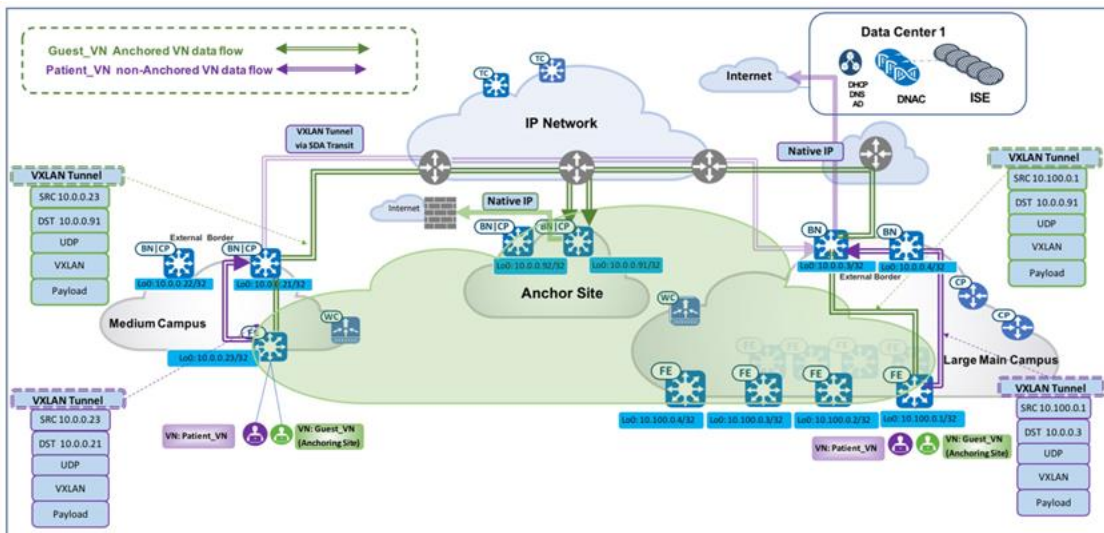 Guest_VN Anchored VN data flow
Patient_VN non-Anchored VN data flow
TC
TC
IP Network
Internet
Data Center 1
DHCP
DNS
AD
DNAC
ISE
VXLAN Tunnel
via SDA Transit
Native IP
VXLAN Tunnel
SRC 10.0.0.23
DST 10.0.0.91
UDP
VXLAN
Payload
VXLAN Tunnel
SRC 10.100.0.1
DST 10.0.0.91
UDP
VXLAN
Payload
Internet
Native IP
External Border
BN|CP
BN|CP
Lo0: 10.0.0.22/32
Medium Campus
FE
WC
Lo0: 10.0.0.23/32
BN|CP
BN|CP
Lo0: 10.0.0.92/32
Lo0: 10.0.0.91/32
Anchor Site
BN
BN
Lo0: 10.0.0.3/32
Lo0: 10.0.0.4/32
External Border
CP
CP
WC
Large Main Campus
FE
FE
FE
FE
Lo0: 10.100.0.4/32
Lo0: 10.100.0.3/32
Lo0: 10.100.0.2/32
Lo0: 10.100.0.1/32
VXLAN Tunnel
SRC 10.0.0.23
DST 10.0.0.21
UDP
VXLAN
Payload
VN: Patient_VN
VN: Guest_VN
(Anchoring Site)
VN: Patient_VN
VN: Guest_VN
(Anchoring Site)
VXLAN Tunnel
SRC 10.100.0.1
DST 10.0.0.3
UDP
VXLAN
Payload